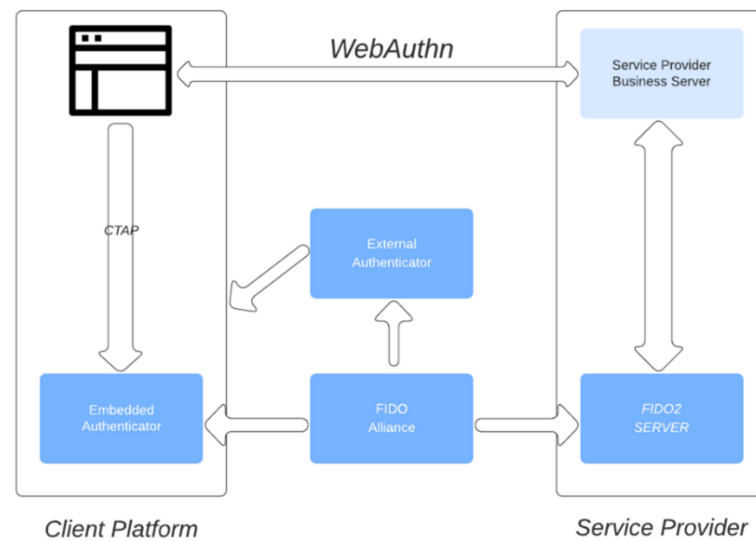 WebAuthn
Service Provider
Business Server
CTAP
External
Authenticator
Embedded
Authenticator
FIDO
Alliance
FIDO2
SERVER
Client Platform
Service Provider